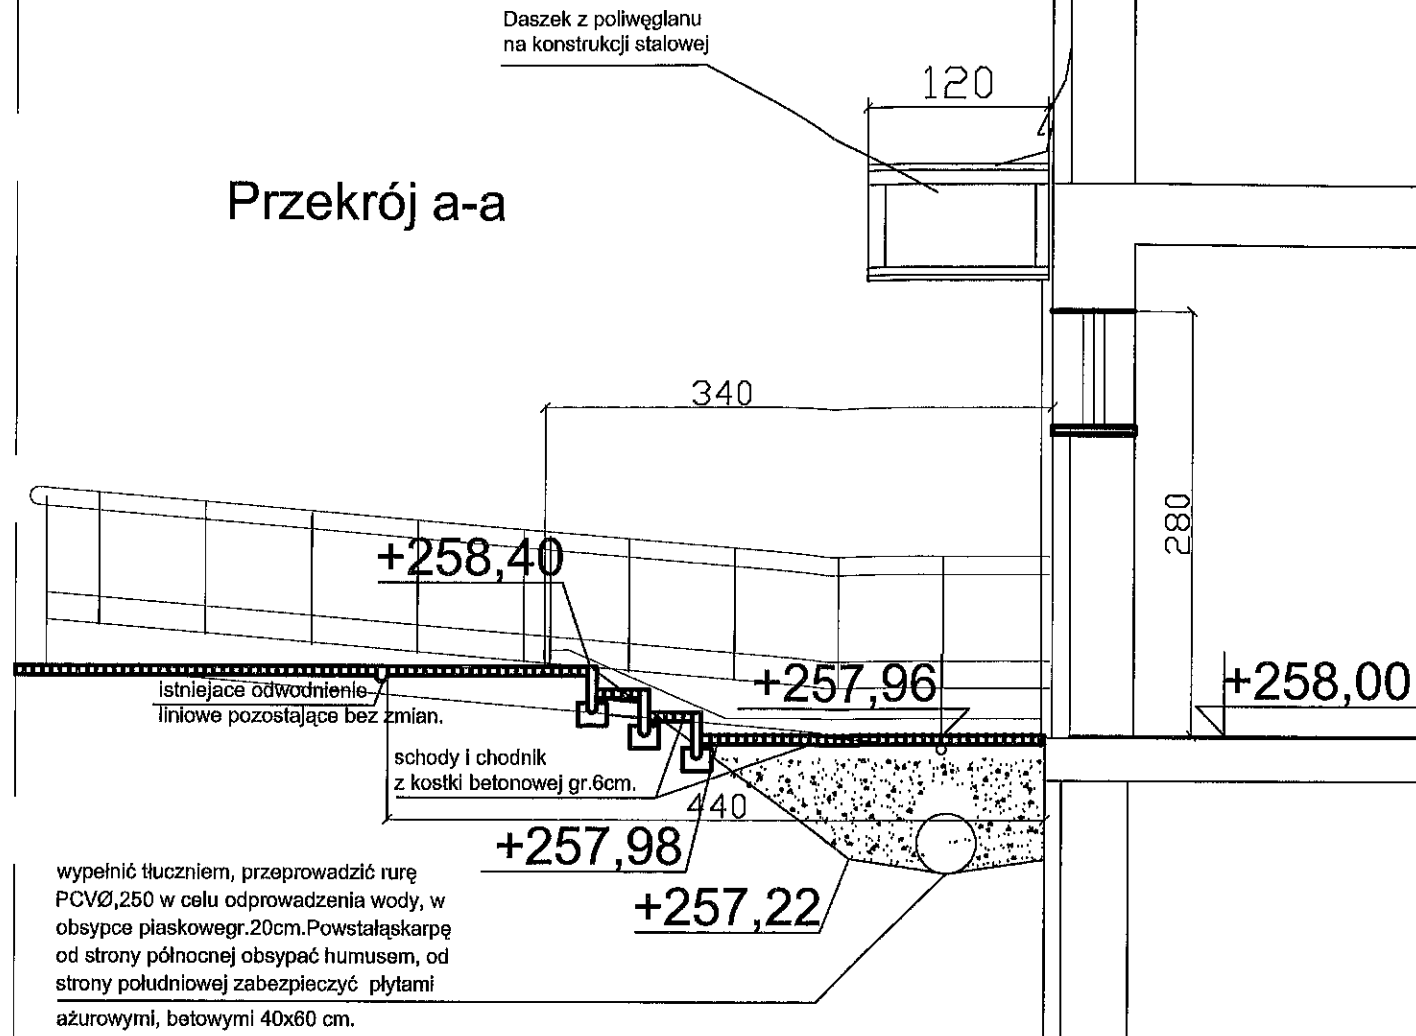 Daszek z poliwęglanu
na konstrukcji stalowej
120
Przekrój a-a
340
280
+258,40
+257,96
+258,00
istniejace odwodnienie
liniowe pozostające bez zmian.
schody i chodnik
z kostki betonowej gr.6cm.
440
+257,98
+257,22
wypełnić tłuczniem, przeprowadzić rurę
PCVØ,250 w celu odprowadzenia wody, w
obsypce piaskowegr.20cm.Powstałąskarpę
od strony północnej obsypać humusem, od
strony południowej zabezpieczyć płytami
ażurowymi, betowymi 40x60 cm.